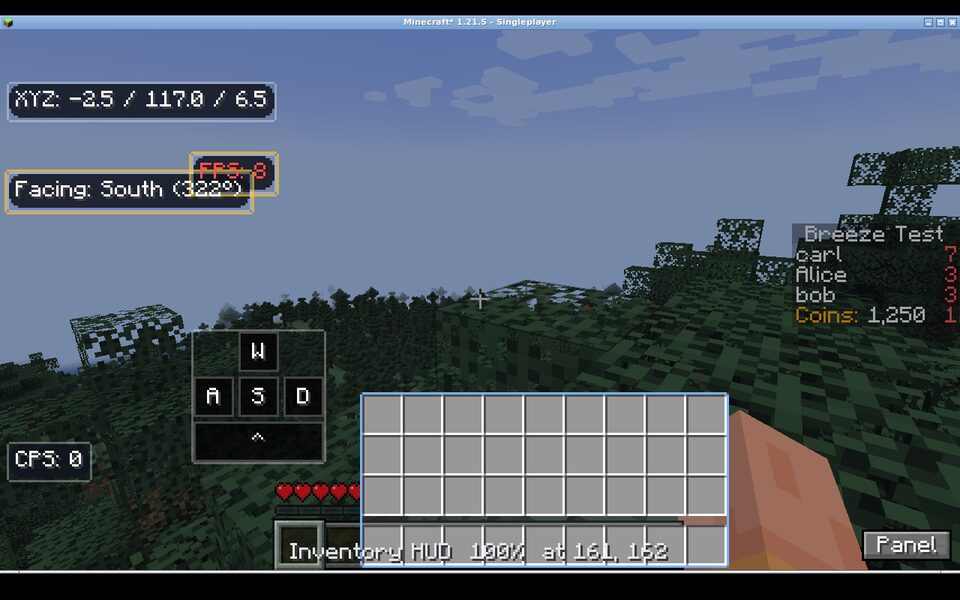 Minecraft* 1.21.5 - Singleplayer
XYZ: -2.5 / 117.0 / 6.5
FPS: 8
Facing: South (322°)
Breeze Test
carl 7
Alice 3
bob 3
Coins: 1,250 1
W
A S D
^
CPS: 0
Inventory HUD 100% at 161, 162
Panel